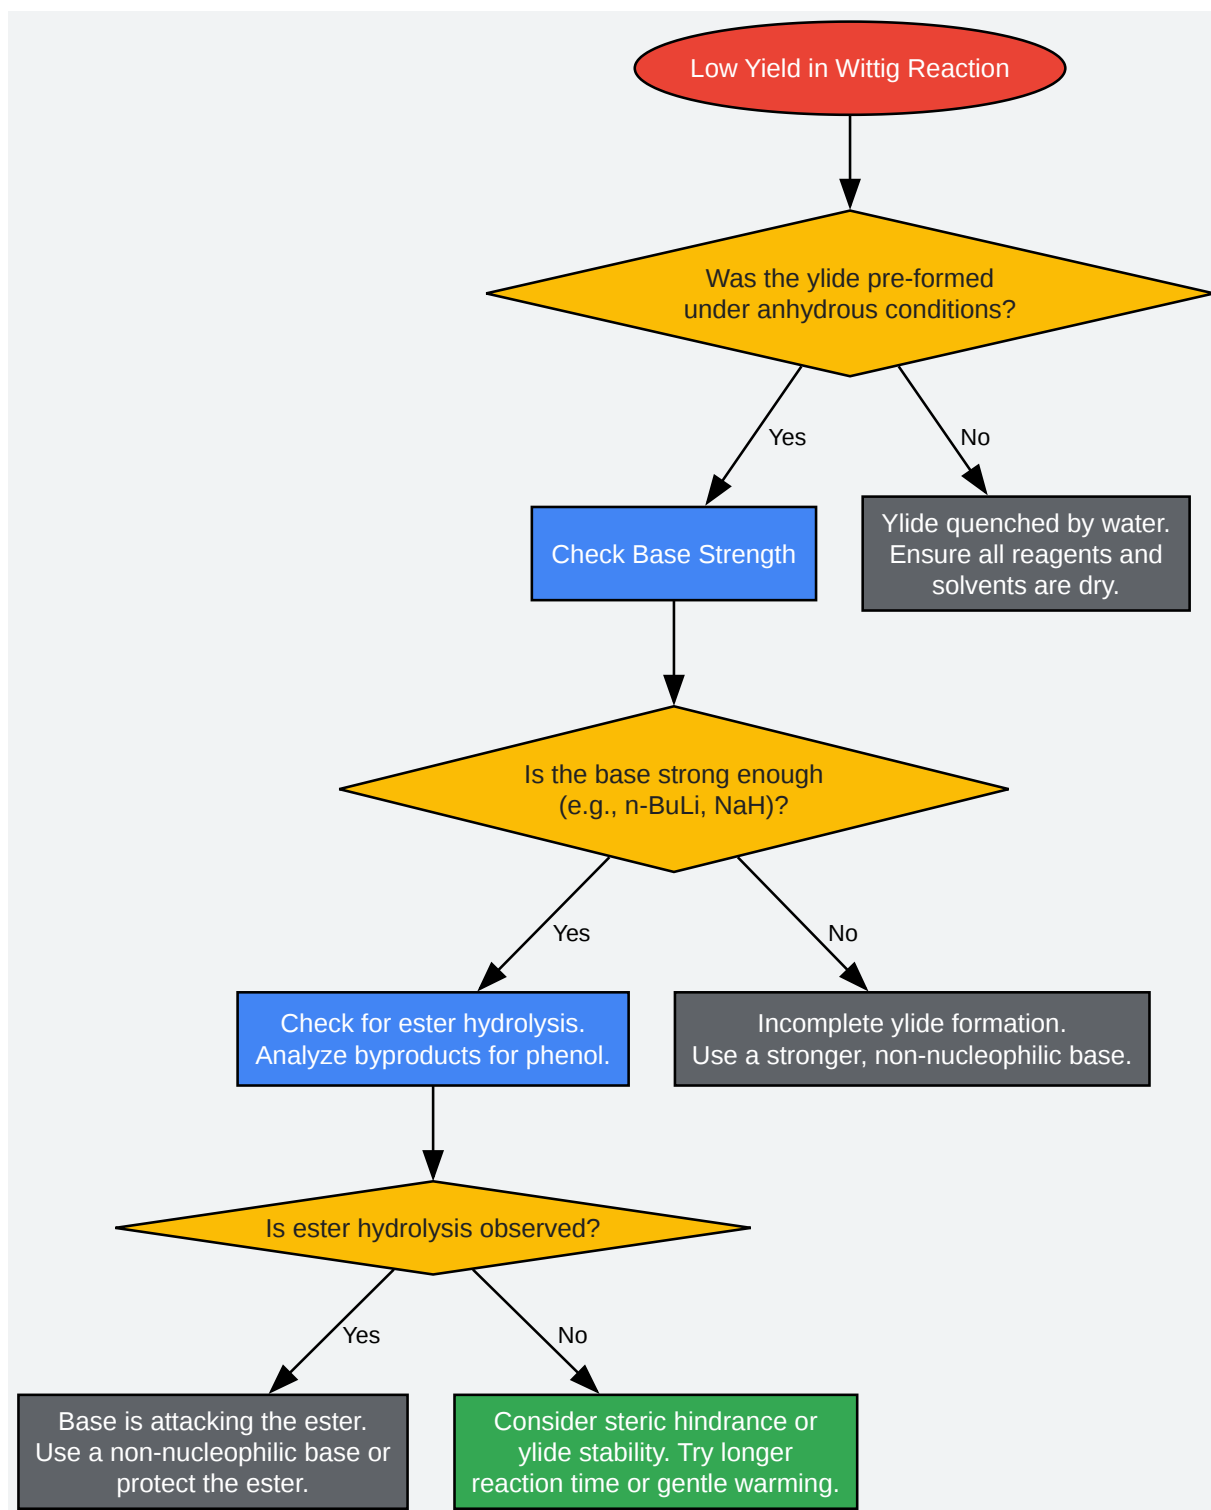 Low Yield in Wittig Reaction
Was the ylide pre-formed
under anhydrous conditions?
Yes
No
Check Base Strength
Ylide quenched by water.
Ensure all reagents and
solvents are dry.
Is the base strong enough
(e.g., n-BuLi, NaH)?
Yes
No
Check for ester hydrolysis.
Analyze byproducts for phenol.
Incomplete ylide formation.
Use a stronger, non-nucleophilic base.
Is ester hydrolysis observed?
Yes
No
Base is attacking the ester.
Use a non-nucleophilic base or
protect the ester.
Consider steric hindrance or
ylide stability. Try longer
reaction time or gentle warming.